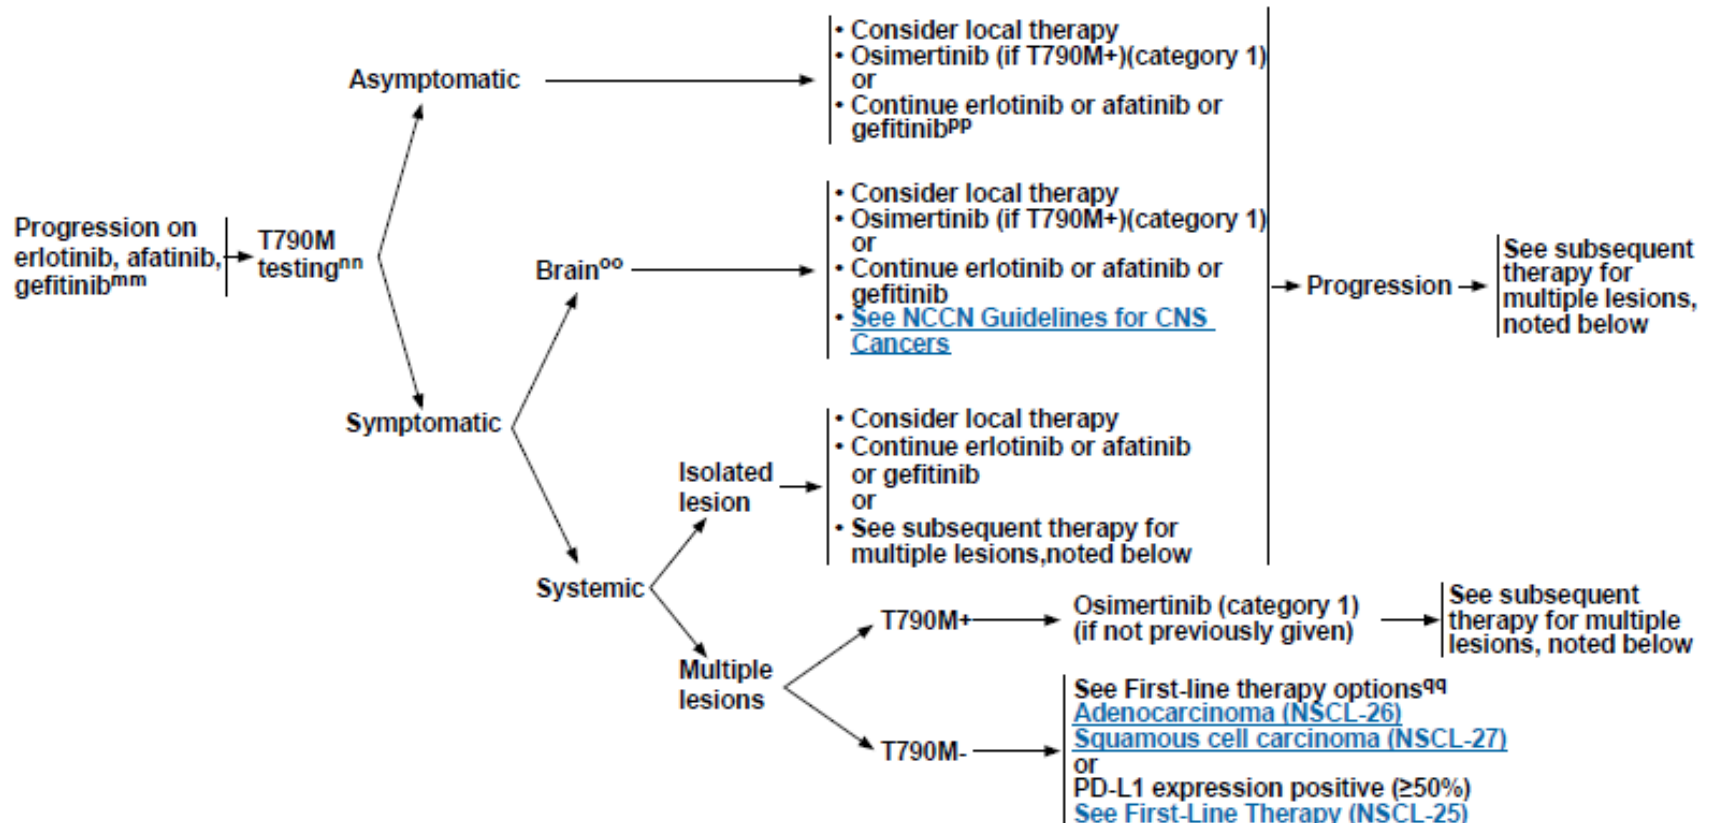 Progression on
erlotinib, afatinib,
gefitinibᵐᵐ
T790M
testingⁿⁿ
Asymptomatic
• Consider local therapy
• Osimertinib (if T790M+)(category 1)
or
• Continue erlotinib or afatinib or
gefitinibᵖᵖ
Symptomatic
Brainᵒᵒ
• Consider local therapy
• Osimertinib (if T790M+)(category 1)
or
• Continue erlotinib or afatinib or
gefitinib
• See NCCN Guidelines for CNS
Cancers
Systemic
Isolated
lesion
• Consider local therapy
• Continue erlotinib or afatinib
or gefitinib
or
• See subsequent therapy for
multiple lesions,noted below
Progression
See subsequent
therapy for
multiple lesions,
noted below
Multiple
lesions
T790M+
Osimertinib (category 1)
(if not previously given)
See subsequent
therapy for multiple
lesions, noted below
T790M-
See First-line therapy optionsqq
Adenocarcinoma (NSCL-26)
Squamous cell carcinoma (NSCL-27)
or
PD-L1 expression positive (≥50%)
See First-Line Therapy (NSCL-25)